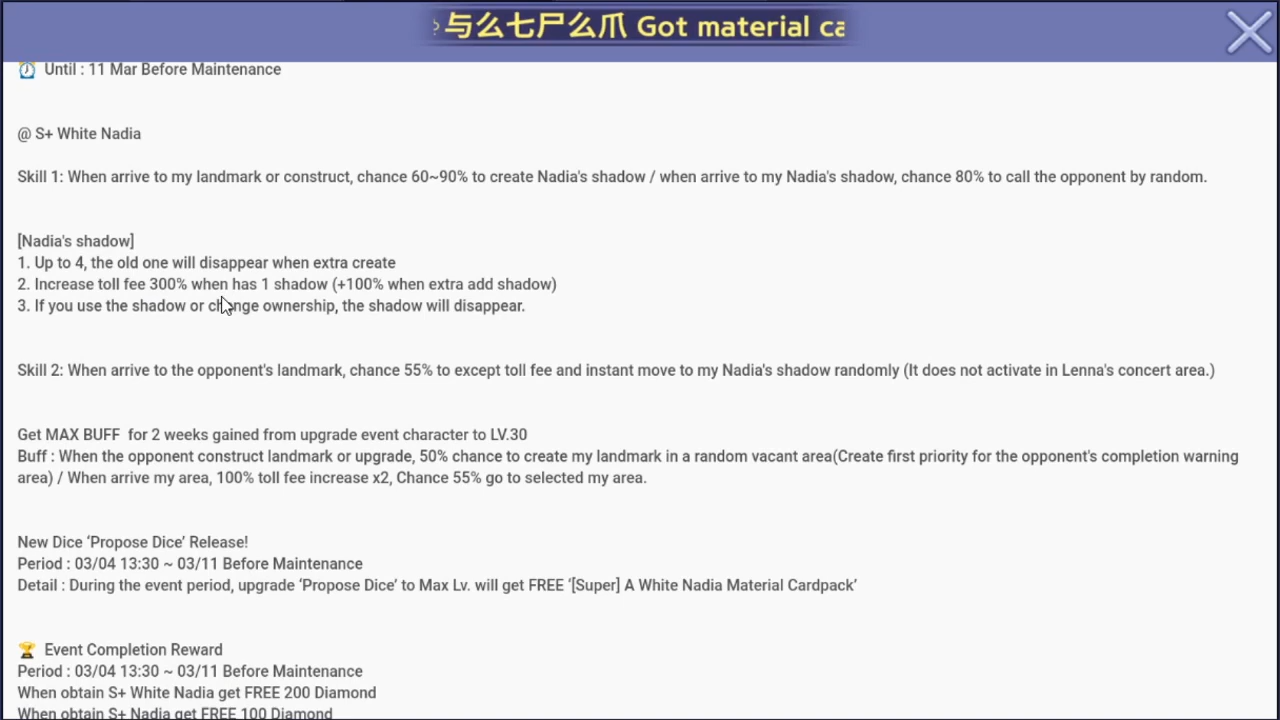 与么七尸么爪 Got material ca
⏰ Until : 11 Mar Before Maintenance
@ S+ White Nadia
Skill 1: When arrive to my landmark or construct, chance 60~90% to create Nadia's shadow / when arrive to my Nadia's shadow, chance 80% to call the opponent by random.
[Nadia's shadow]
1. Up to 4, the old one will disappear when extra create
2. Increase toll fee 300% when has 1 shadow (+100% when extra add shadow)
3. If you use the shadow or change ownership, the shadow will disappear.
Skill 2: When arrive to the opponent's landmark, chance 55% to except toll fee and instant move to my Nadia's shadow randomly (It does not activate in Lenna's concert area.)
Get MAX BUFF  for 2 weeks gained from upgrade event character to LV.30
Buff : When the opponent construct landmark or upgrade, 50% chance to create my landmark in a random vacant area(Create first priority for the opponent's completion warning
area) / When arrive my area, 100% toll fee increase x2, Chance 55% go to selected my area.
New Dice ‘Propose Dice’ Release!
Period : 03/04 13:30 ~ 03/11 Before Maintenance
Detail : During the event period, upgrade ‘Propose Dice’ to Max Lv. will get FREE ‘[Super] A White Nadia Material Cardpack’
🏆 Event Completion Reward
Period : 03/04 13:30 ~ 03/11 Before Maintenance
When obtain S+ White Nadia get FREE 200 Diamond
When obtain S+ Nadia get FREE 100 Diamond